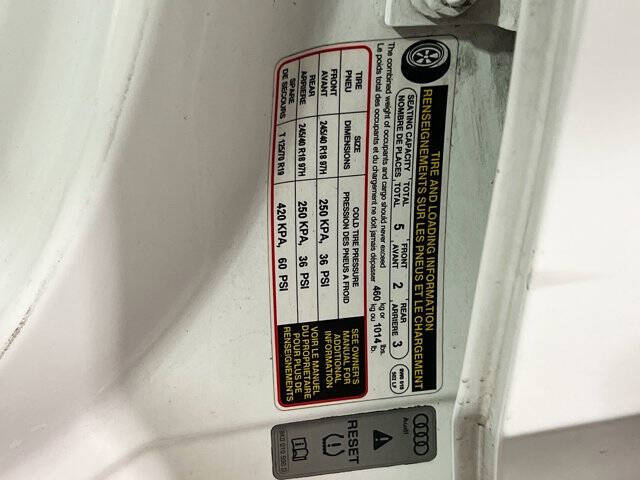 TIRE AND LOADING INFORMATION
RENSEIGNEMENTS SUR LES PNEUS ET LE CHARGEMENT
SEATING CAPACITY TOTAL 5 FRONT 2 REAR 3
NOMBRE DE PLACES TOTAL AVANT ARRIÈRE
The combined weight of occupants and cargo should never exceed 460 kg or 1014 lbs.
Le poids total des occupants et du chargement ne doit jamais dépasser kg ou lb.
TIRE SIZE COLD TIRE PRESSURE
PNEU DIMENSIONS PRESSION DES PNEUS A FROID
FRONT
AVANT 245/40 R18 97H 250 KPA, 36 PSI
REAR
ARRIERE 245/40 R18 97H 250 KPA, 36 PSI
SPARE
DE SECOURS T 125/70 R19 420 KPA, 60 PSI
SEE OWNER'S
MANUAL FOR
ADDITIONAL
INFORMATION
VOIR LE MANUEL
DU PROPRIÉTAIRE
POUR PLUS DE
RENSEIGNEMENTS
Audi
RESET